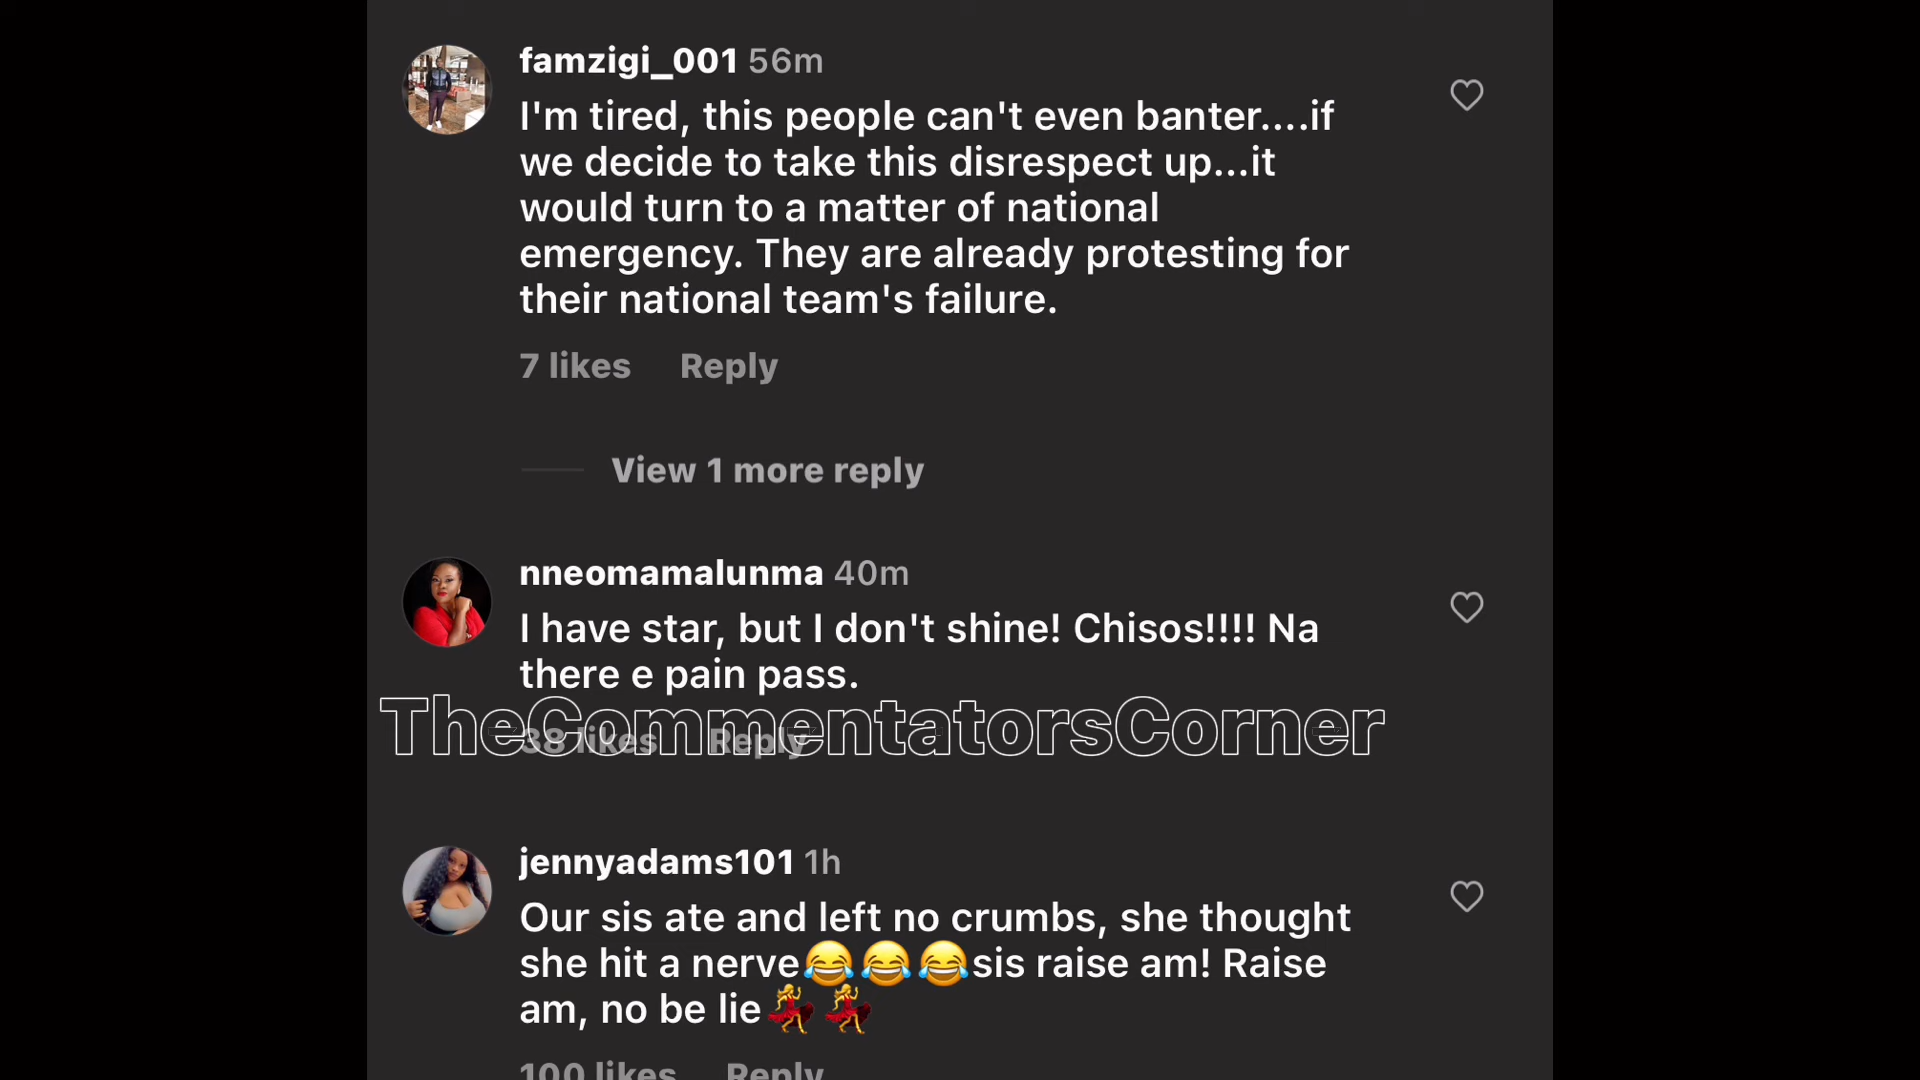 famzigi_001 56m
I'm tired, this people can't even banter....if
we decide to take this disrespect up...it
would turn to a matter of national
emergency. They are already protesting for
their national team's failure.
7 likes Reply
View 1 more reply
nneomamalunma 40m
I have star, but I don't shine! Chisos!!!! Na
there e pain pass.
TheCommentatorsCorner
38 likes Reply
jennyadams101 1h
Our sis ate and left no crumbs, she thought
she hit a nerve😂😂😂sis raise am! Raise
am, no be lie💃💃
100 likes Reply